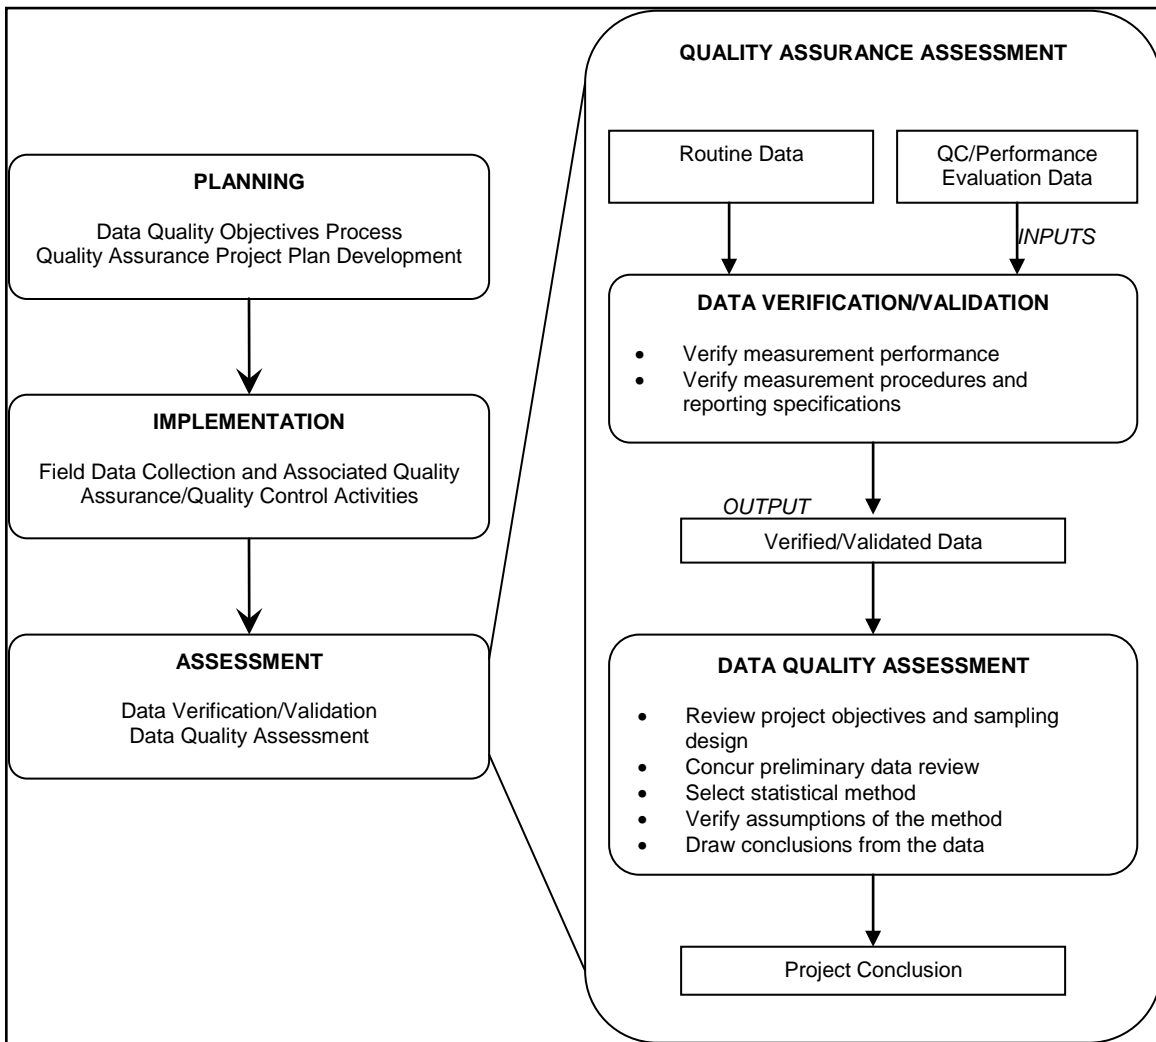 PLANNING
Data Quality Objectives Process
Quality Assurance Project Plan Development
IMPLEMENTATION
Field Data Collection and Associated Quality
Assurance/Quality Control Activities
ASSESSMENT
Data Verification/Validation
Data Quality Assessment
QUALITY ASSURANCE ASSESSMENT
Routine Data
QC/Performance
Evaluation Data
INPUTS
DATA VERIFICATION/VALIDATION
• Verify measurement performance
• Verify measurement procedures and
reporting specifications
OUTPUT
Verified/Validated Data
DATA QUALITY ASSESSMENT
• Review project objectives and sampling
design
• Concur preliminary data review
• Select statistical method
• Verify assumptions of the method
• Draw conclusions from the data
Project Conclusion